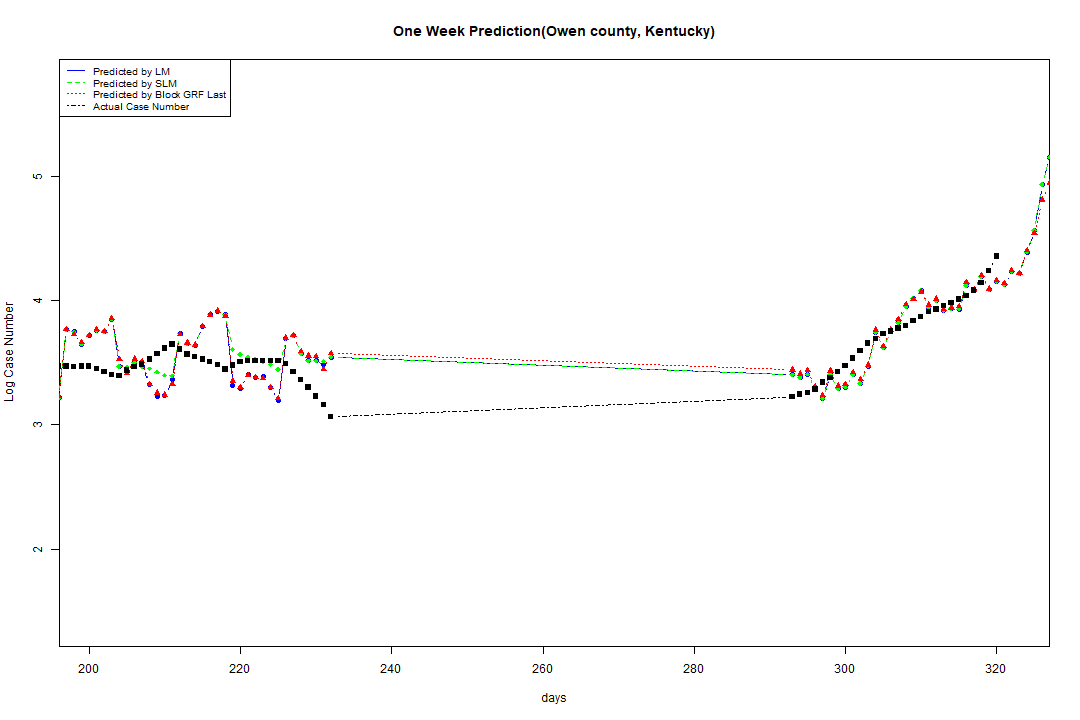 One Week Prediction(Owen county, Kentucky)
Predicted by LM
Predicted by SLM
Predicted by Block GRF Last
Actual Case Number
5
4
3
2
Log Case Number
200 220 240 260 280 300 320
days